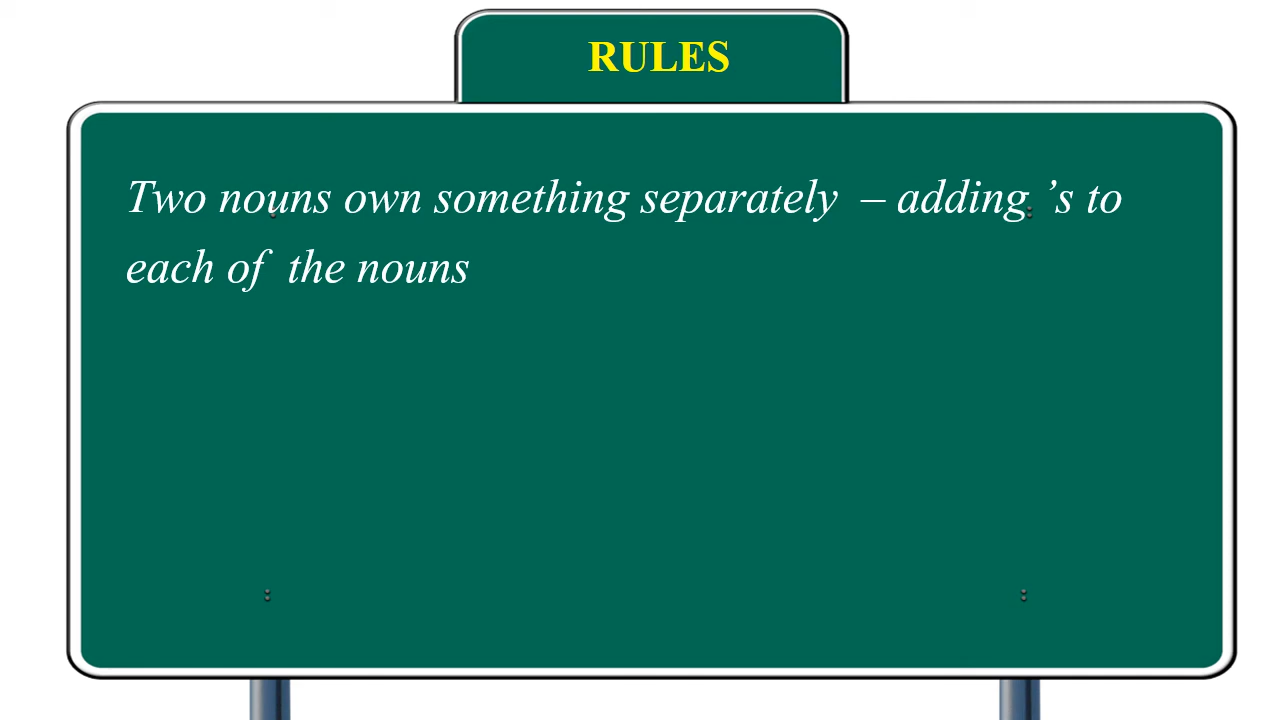 RULES
Two nouns own something separately – adding ’s to
each of the nouns